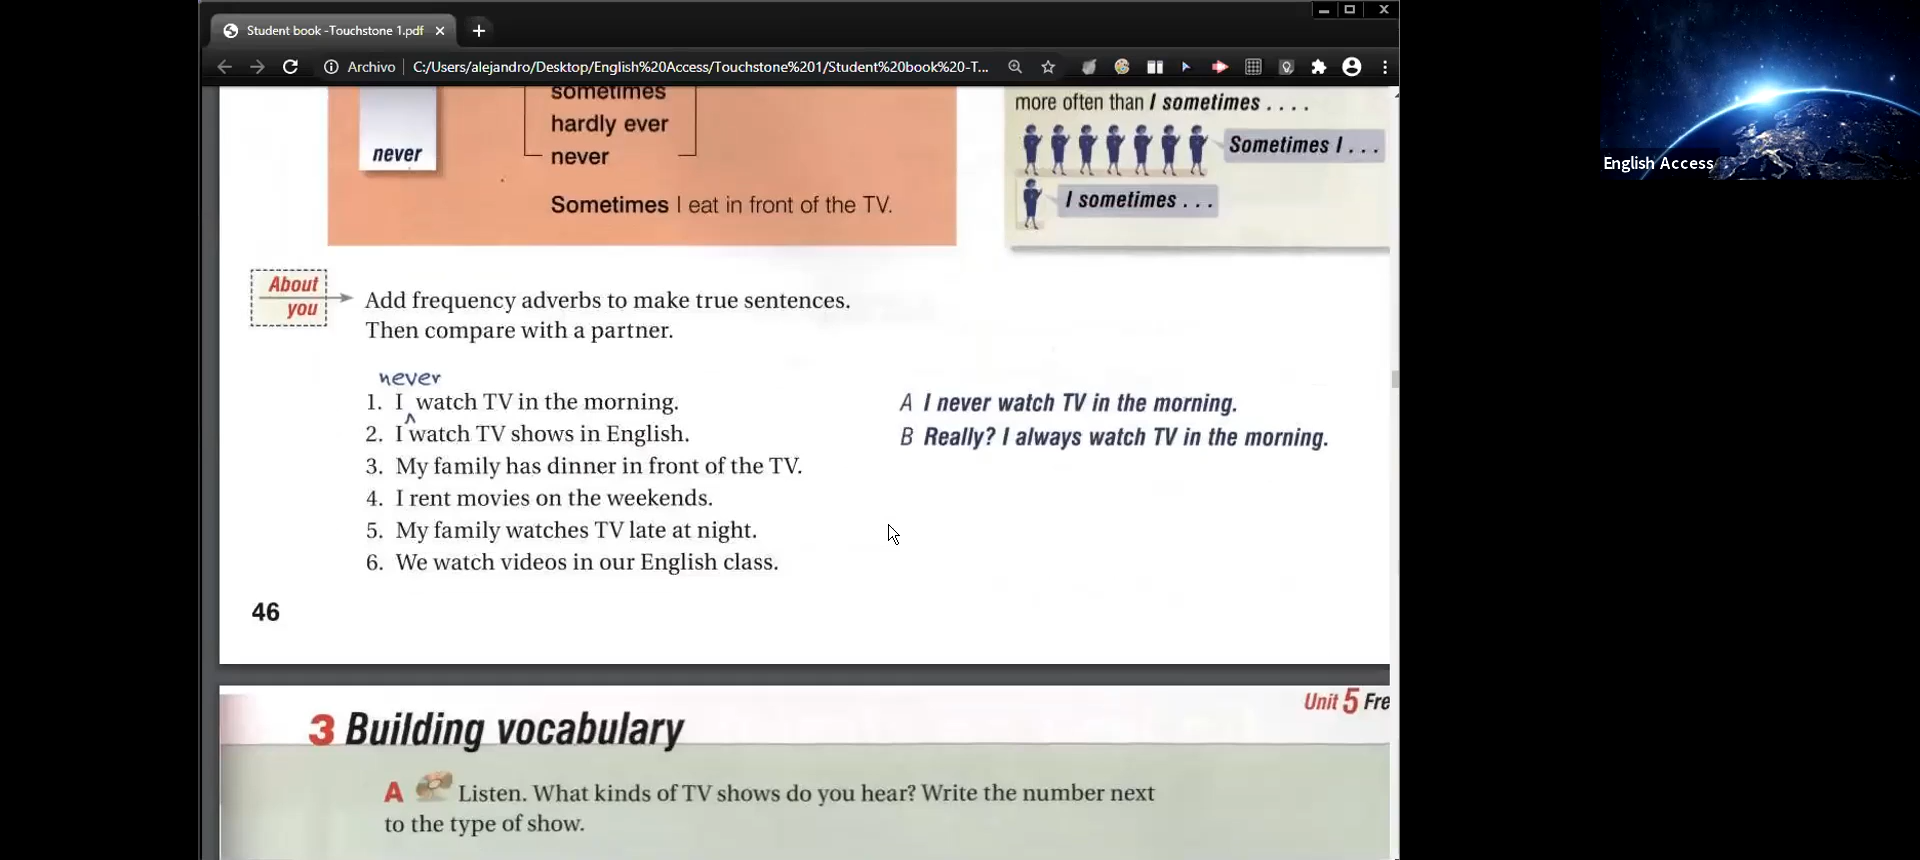 Student book -Touchstone 1.pdf
Archivo C:/Users/alejandro/Desktop/English%20Access/Touchstone%201/Student%20book%20-T...
English Access
sometimes
hardly ever
never
never
Sometimes I eat in front of the TV.
more often than I sometimes . . . .
Sometimes I . . .
I sometimes . . .
About
you
Add frequency adverbs to make true sentences.
Then compare with a partner.
never
1. I ^ watch TV in the morning.
2. I watch TV shows in English.
3. My family has dinner in front of the TV.
4. I rent movies on the weekends.
5. My family watches TV late at night.
6. We watch videos in our English class.
A I never watch TV in the morning.
B Really? I always watch TV in the morning.
46
Unit 5 Fre
3 Building vocabulary
A Listen. What kinds of TV shows do you hear? Write the number next
to the type of show.